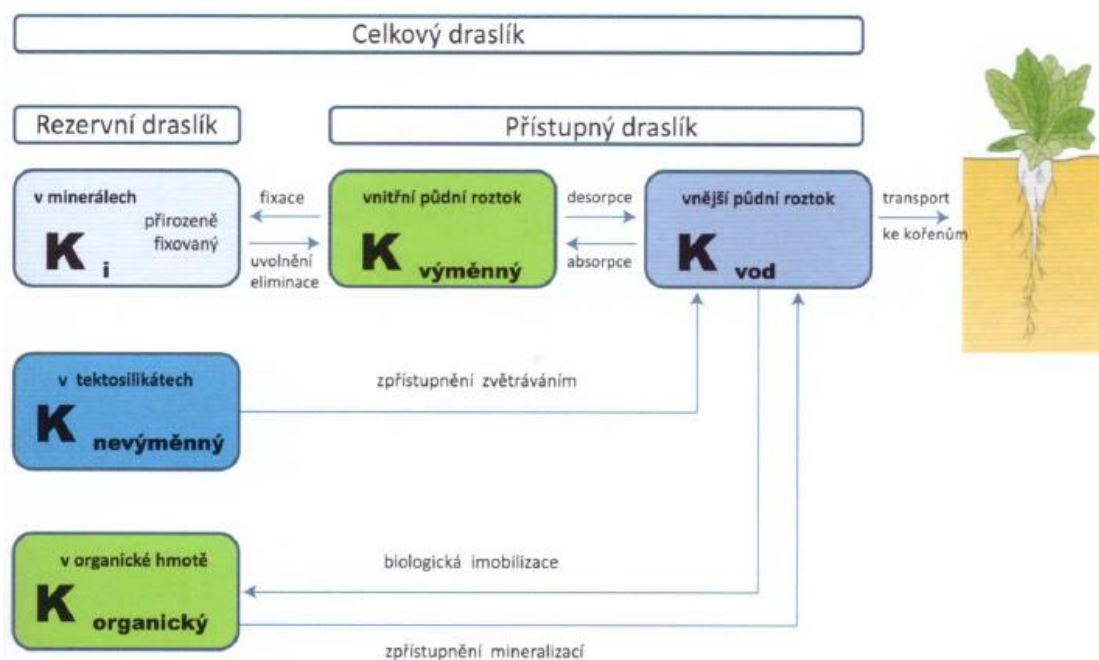 Celkový draslík
Rezervní draslík
Přístupný draslík
v minerálech
přirozeně
fixovaný
K i
fixace
uvolnění
eliminace
vnitřní půdní roztok
K výměnný
desorpce
absorpce
vnější půdní roztok
K vod
transport
ke kořenům
v tektosilikátech
K nevýměnný
zpřístupnění zvětráváním
v organické hmotě
K organický
biologická imobilizace
zpřístupnění mineralizací